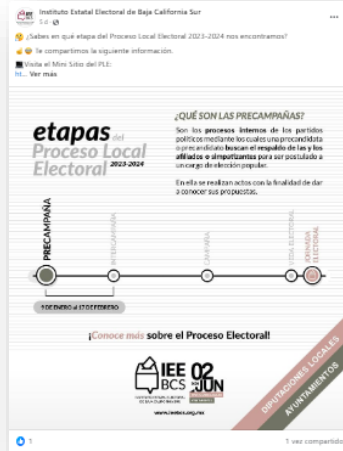 Instituto Estatal Electoral de Baja California Sur
5 d
¿Sabes en qué etapa del Proceso Local Electoral 2023-2024 nos encontramos?
Te compartimos la siguiente información.
Visita el Mini Sitio del PLE:
ht... Ver más
etapas del
Proceso Local
Electoral 2023-2024
¿QUÉ SON LAS PRECAMPAÑAS?
Son los procesos internos de los partidos
políticos mediante los cuales una precandidata
o precandidato buscan el respaldo de las y los
afiliados o simpatizantes para ser postulado a
un cargo de elección popular.
En ella se realizan actos con la finalidad de dar
a conocer sus propuestas.
PRECAMPAÑA
INTERCAMPAÑA
CAMPAÑA
VEDA ELECTORAL
JORNADA
ELECTORAL
9 DE ENERO al 17 DE FEBRERO
¡Conoce más sobre el Proceso Electoral!
IEE
BCS
02
JUN
www.ieebcs.org.mx
DIPUTACIONES LOCALES
AYUNTAMIENTOS
1
1 vez compartido